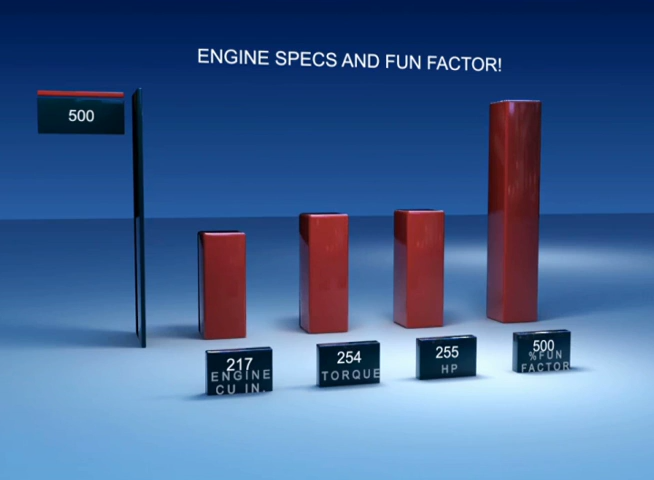 ENGINE SPECS AND FUN FACTOR!
500
217
ENGINE
CU IN.
254
TORQUE
255
HP
500
%FUN
FACTOR